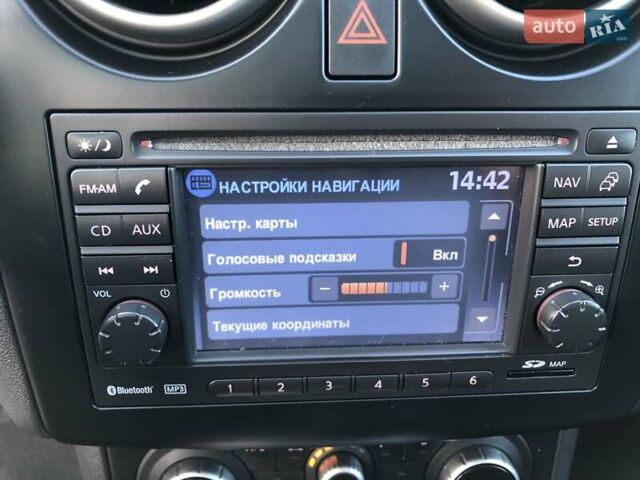 auto RIA .com
НАСТРОЙКИ НАВИГАЦИИ 14:42
Настр. карты
Голосовые подсказки Вкл
Громкость − +
Текущие координаты
FM·AM
CD AUX
VOL
NAV
MAP SETUP
Bluetooth MP3
1 2 3 4 5 6
SD MAP